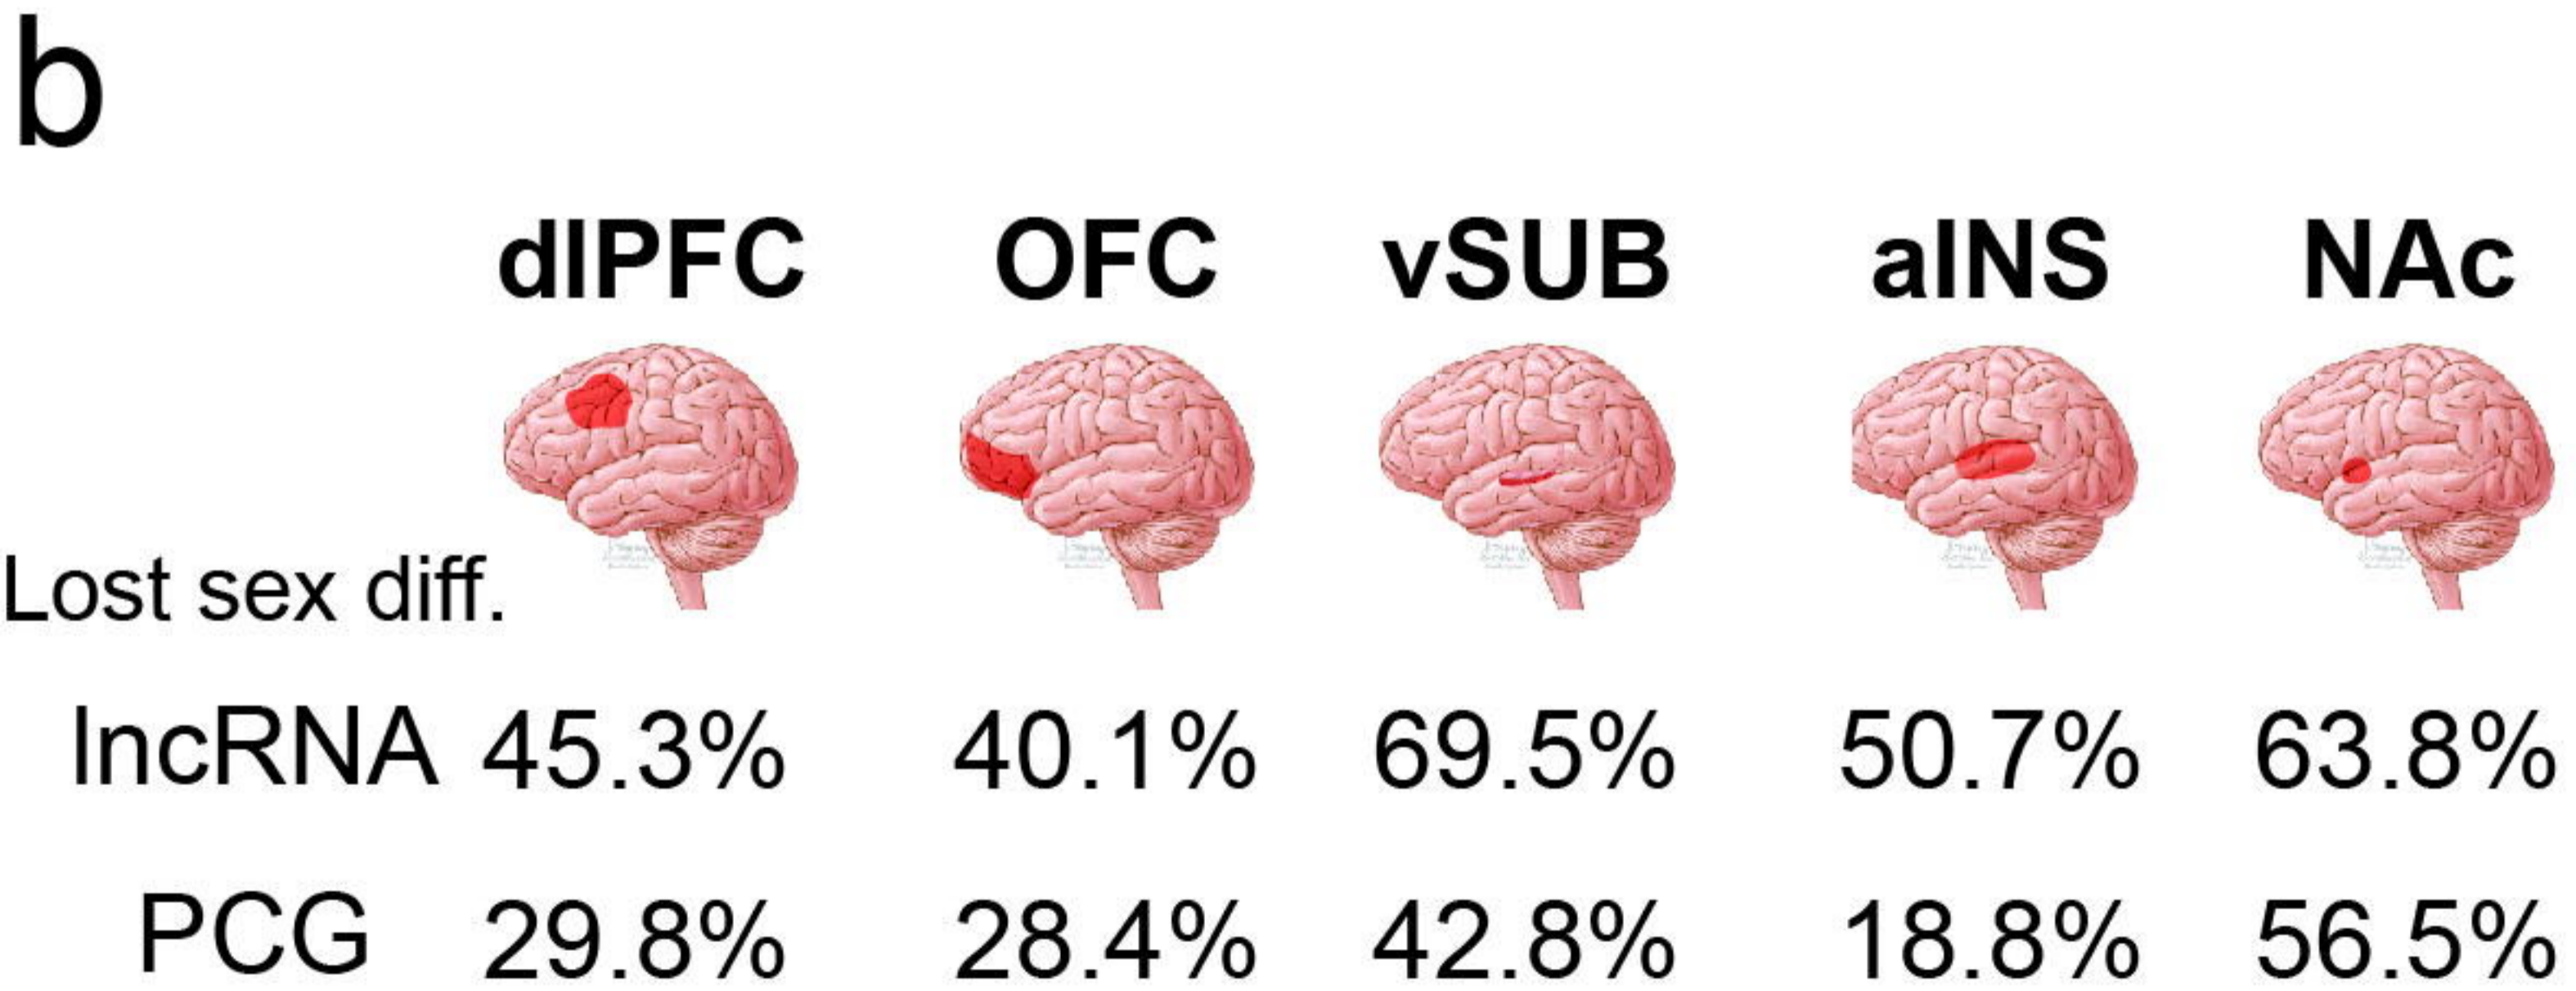 b
dlPFC OFC vSUB aINS NAc
Lost sex diff.
lncRNA 45.3% 40.1% 69.5% 50.7% 63.8%
PCG 29.8% 28.4% 42.8% 18.8% 56.5%